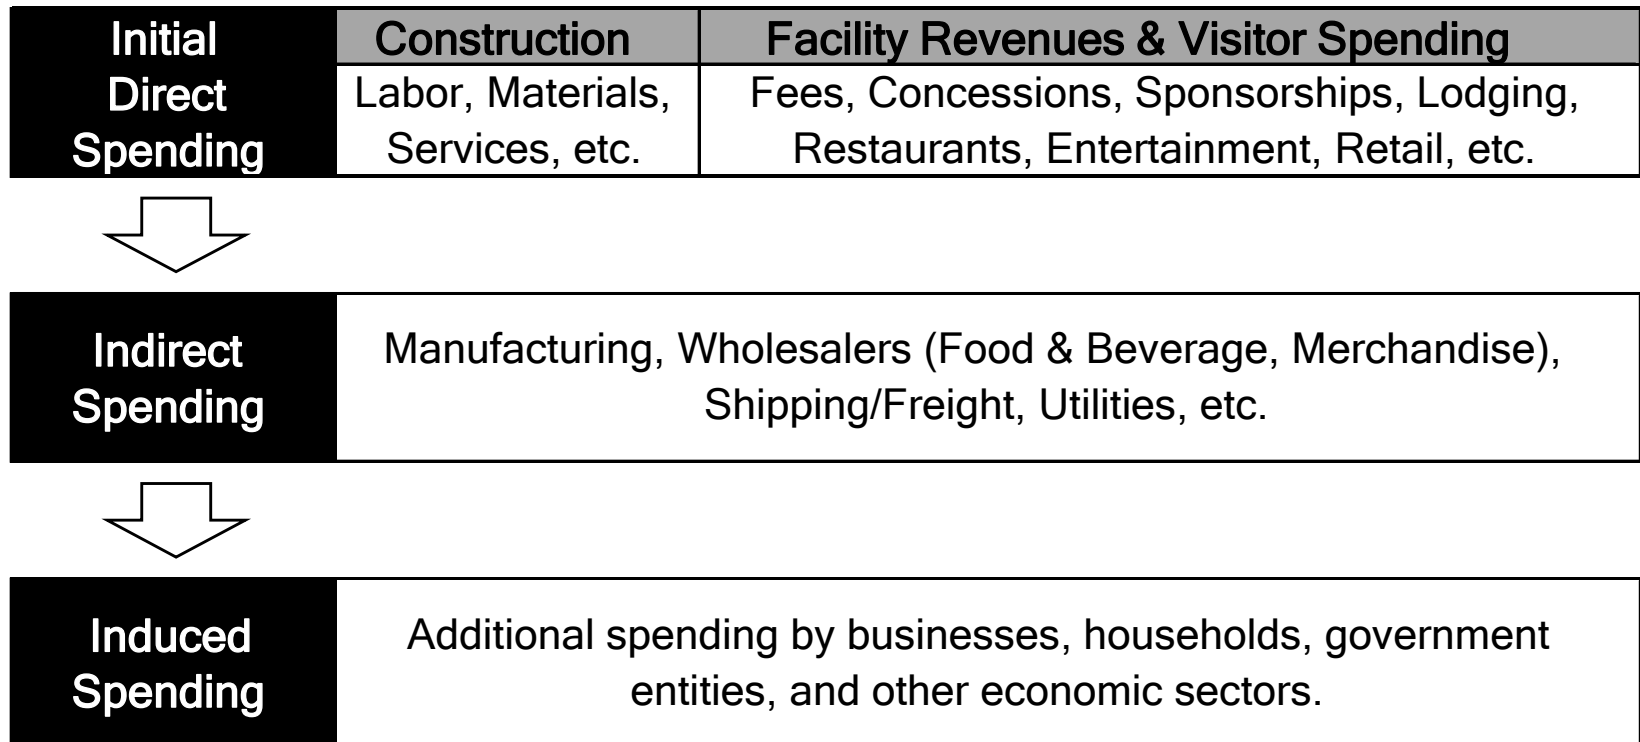 Initial
Direct
Spending
Construction
Labor, Materials,
Services, etc.
Facility Revenues & Visitor Spending
Fees, Concessions, Sponsorships, Lodging,
Restaurants, Entertainment, Retail, etc.
Indirect
Spending
Manufacturing, Wholesalers (Food & Beverage, Merchandise),
Shipping/Freight, Utilities, etc.
Induced
Spending
Additional spending by businesses, households, government
entities, and other economic sectors.